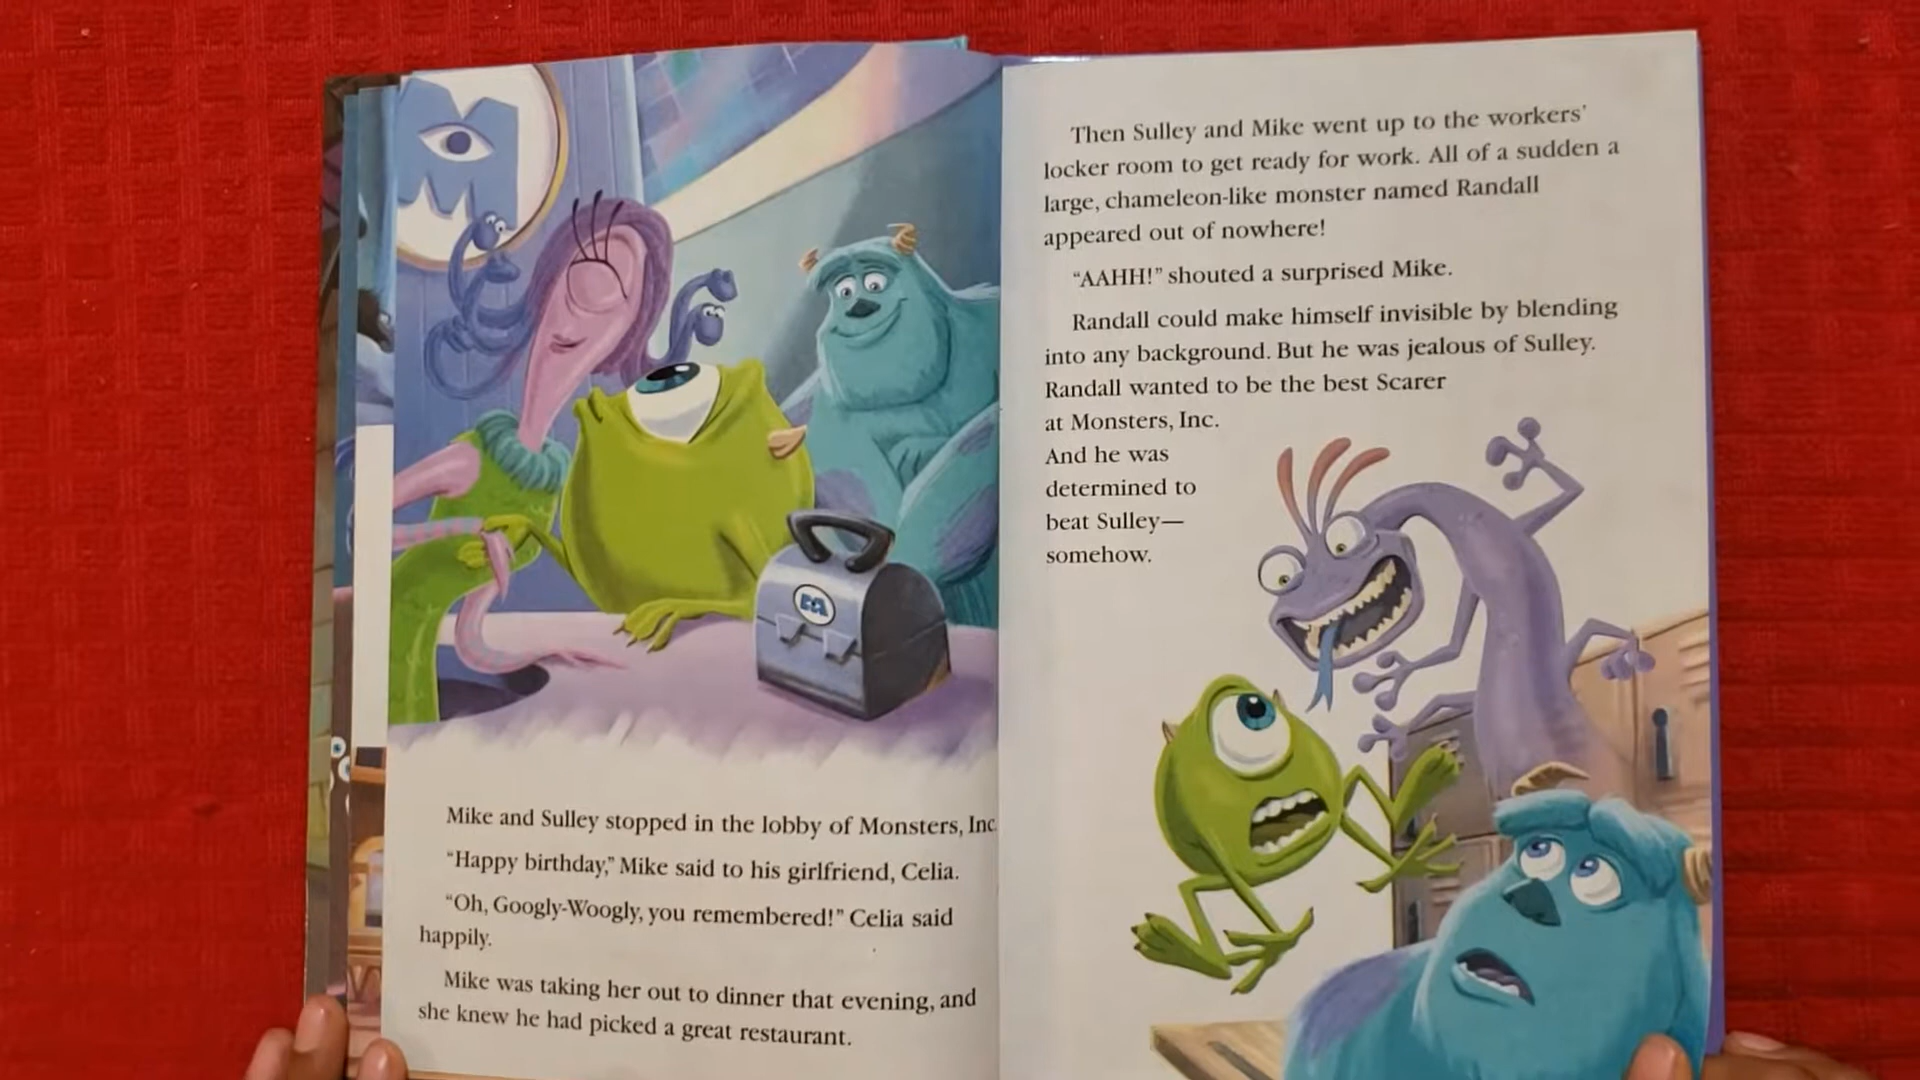 Mike and Sulley stopped in the lobby of Monsters, Inc.
“Happy birthday,” Mike said to his girlfriend, Celia.
“Oh, Googly-Woogly, you remembered!” Celia said
happily.
Mike was taking her out to dinner that evening, and
she knew he had picked a great restaurant.
Then Sulley and Mike went up to the workers’
locker room to get ready for work. All of a sudden a
large, chameleon-like monster named Randall
appeared out of nowhere!
“AAHH!” shouted a surprised Mike.
Randall could make himself invisible by blending
into any background. But he was jealous of Sulley.
Randall wanted to be the best Scarer
at Monsters, Inc.
And he was
determined to
beat Sulley—
somehow.